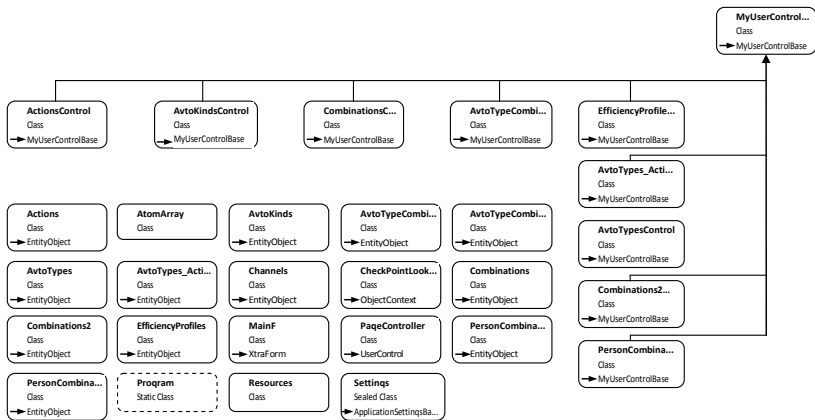 MyUserControl...
Class
MyUserControlBase
ActionsControl
Class
MyUserControlBase
AvtoKindsControl
Class
MyUserControlBase
CombinationsC...
Class
MyUserControlBase
AvtoTypeCombi...
Class
MyUserControlBase
EfficiencyProfile...
Class
MyUserControlBase
AvtoTypes_Acti...
Class
MyUserControlBase
AvtoTypesControl
Class
MyUserControlBase
Combinations2...
Class
MyUserControlBase
PersonCombina...
Class
MyUserControlBase
Actions
Class
EntityObject
AtomArray
Class
AvtoKinds
Class
EntityObject
AvtoTypeCombi...
Class
EntityObject
AvtoTypeCombi...
Class
EntityObject
AvtoTypes
Class
EntityObject
AvtoTypes_Acti...
Class
EntityObject
Channels
Class
EntityObject
CheckPointLook...
Class
ObjectContext
Combinations
Class
EntityObject
Combinations2
Class
EntityObject
EfficiencyProfiles
Class
EntityObject
MainF
Class
XtraForm
PageController
Class
UserControl
PersonCombina...
Class
EntityObject
PersonCombina...
Class
EntityObject
Program
Static Class
Resources
Class
Settings
Sealed Class
ApplicationSettingsBa...